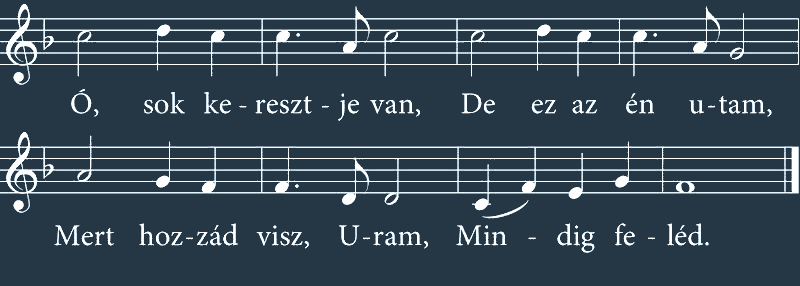 Ó, sok ke - reszt - je van, De ez az én u-tam,
Mert hoz-zád visz, U-ram, Min - dig fe - léd.